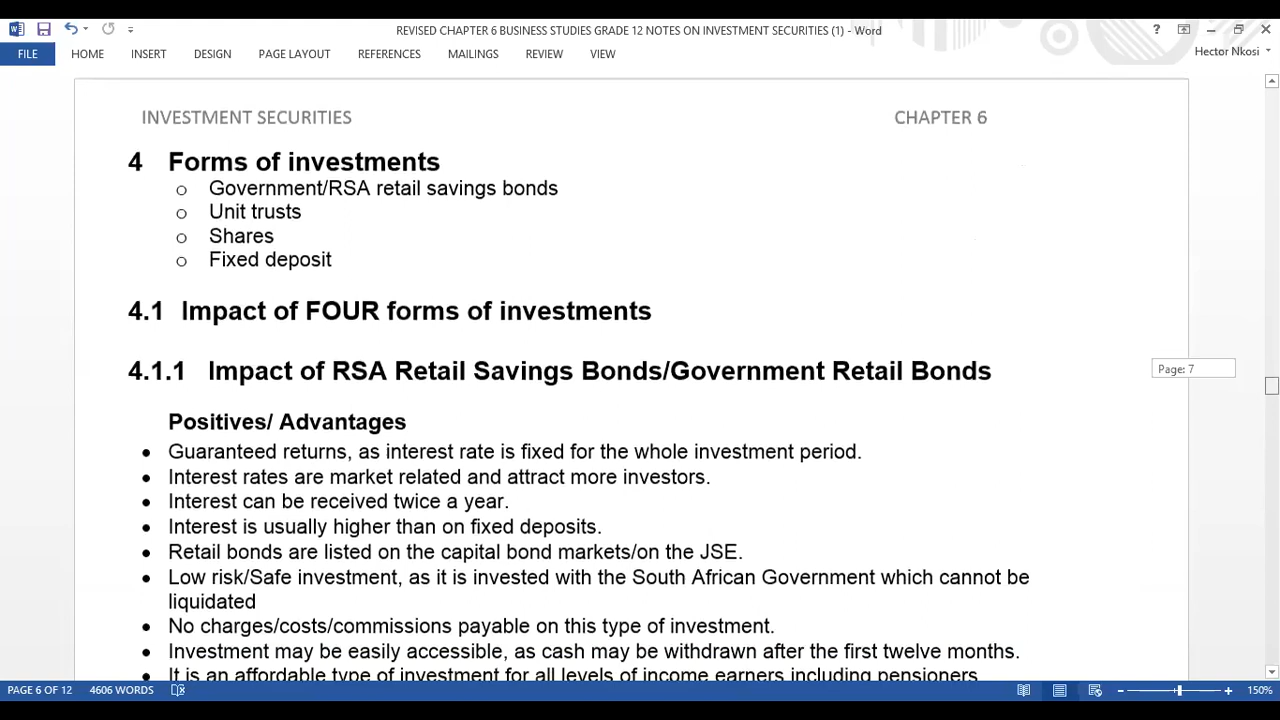 REVISED CHAPTER 6 BUSINESS STUDIES GRADE 12 NOTES ON INVESTMENT SECURITIES (1) - Word
FILE HOME INSERT DESIGN PAGE LAYOUT REFERENCES MAILINGS REVIEW VIEW Hector Nkosi
INVESTMENT SECURITIES CHAPTER 6
4 Forms of investments
o Government/RSA retail savings bonds
o Unit trusts
o Shares
o Fixed deposit
4.1 Impact of FOUR forms of investments
4.1.1 Impact of RSA Retail Savings Bonds/Government Retail Bonds
Page: 7
Positives/ Advantages
• Guaranteed returns, as interest rate is fixed for the whole investment period.
• Interest rates are market related and attract more investors.
• Interest can be received twice a year.
• Interest is usually higher than on fixed deposits.
• Retail bonds are listed on the capital bond markets/on the JSE.
• Low risk/Safe investment, as it is invested with the South African Government which cannot be
liquidated
• No charges/costs/commissions payable on this type of investment.
• Investment may be easily accessible, as cash may be withdrawn after the first twelve months.
• It is an affordable type of investment for all levels of income earners including pensioners
PAGE 6 OF 12 4606 WORDS 150%